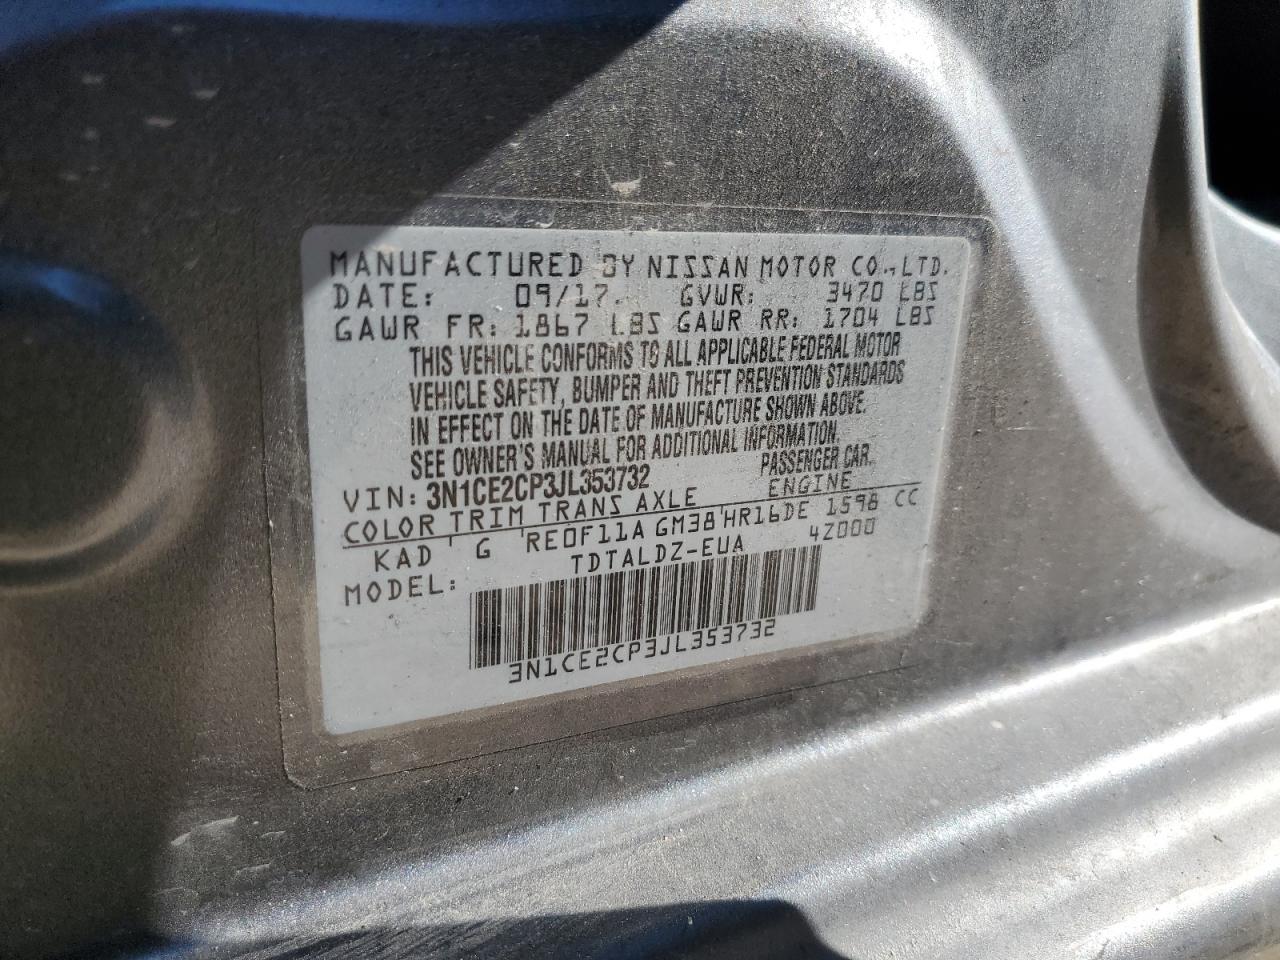 MANUFACTURED BY NISSAN MOTOR CO., LTD.
DATE: 09/17. GVWR: 3470 LBS
GAWR FR: 1867 LBS GAWR RR: 1704 LBS
THIS VEHICLE CONFORMS TO ALL APPLICABLE FEDERAL MOTOR
VEHICLE SAFETY, BUMPER AND THEFT PREVENTION STANDARDS
IN EFFECT ON THE DATE OF MANUFACTURE SHOWN ABOVE.
SEE OWNER'S MANUAL FOR ADDITIONAL INFORMATION.
VIN: 3N1CE2CP3JL353732 PASSENGER CAR.
COLOR TRIM TRANS AXLE ENGINE
KAD G RE0F11A GM38 HR16DE 1598 CC
MODEL: TDTALDZ-EUA 4Z000
3N1CE2CP3JL353732